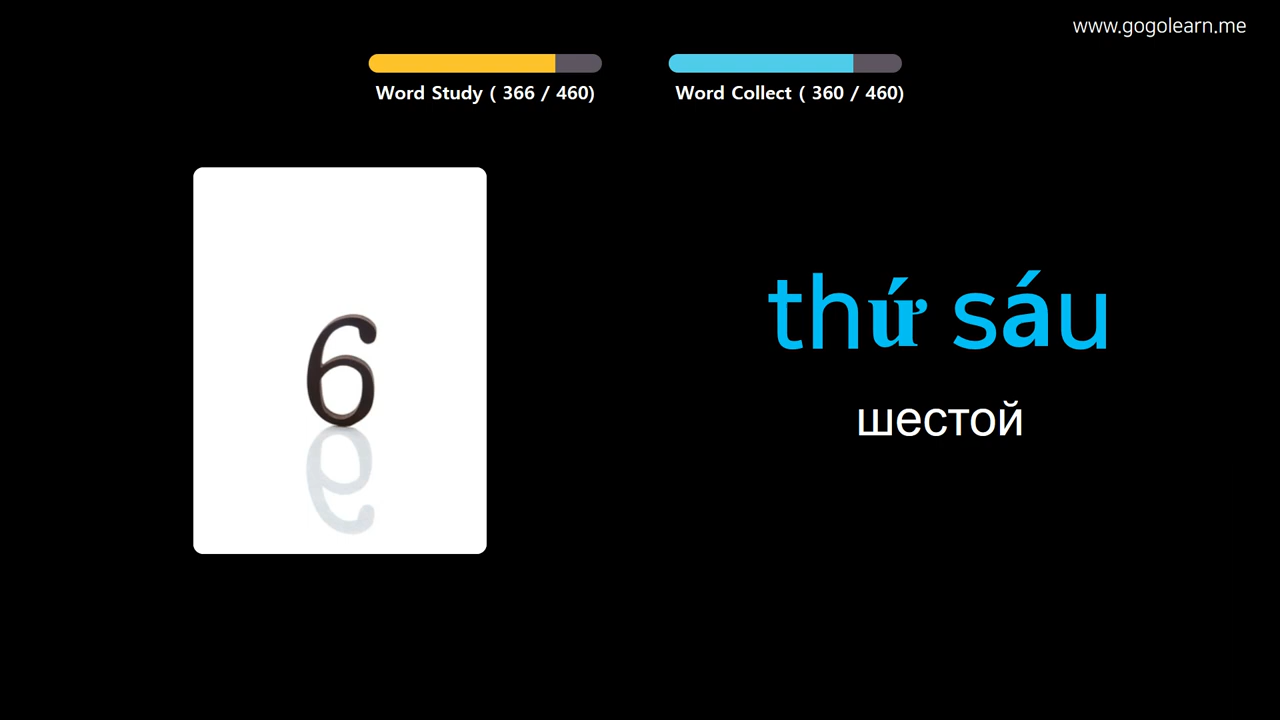 www.gogolearn.me
Word Study ( 366 / 460)
Word Collect ( 360 / 460)
6
thứ sáu
шестой